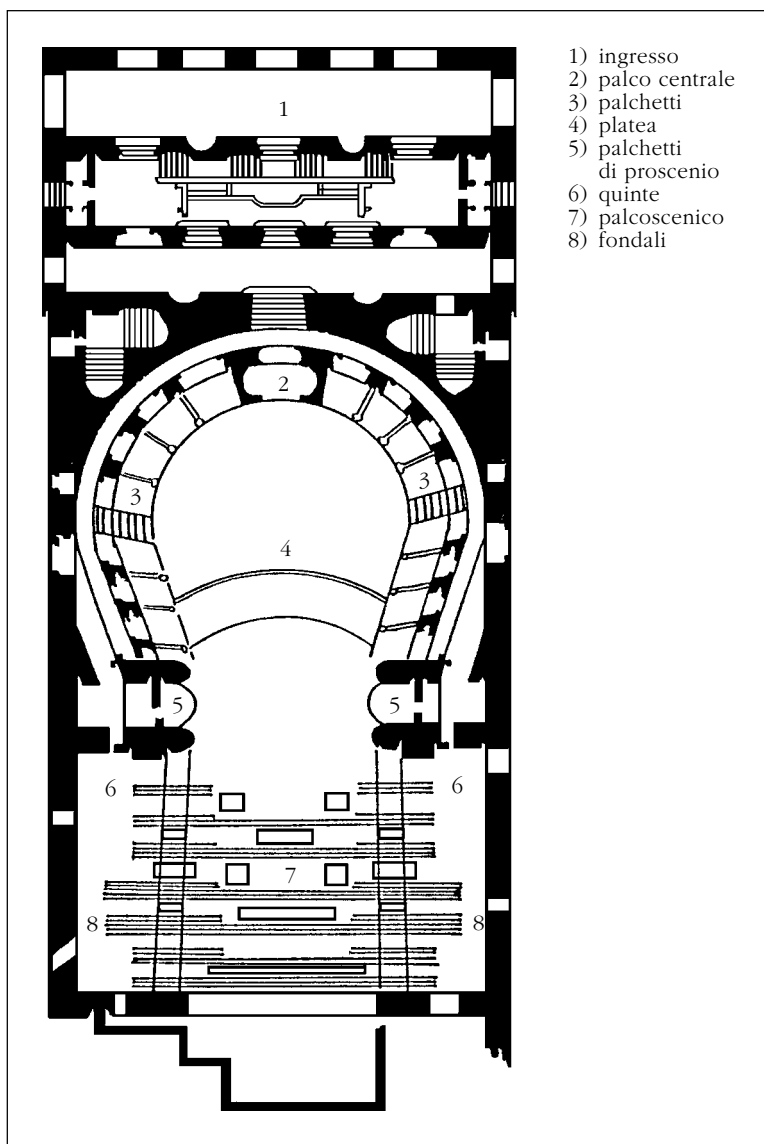 1) ingresso
2) palco centrale
3) palchetti
4) platea
5) palchetti
di proscenio
6) quinte
7) palcoscenico
8) fondali
1
2
3
3
4
5
5
6
6
7
8
8